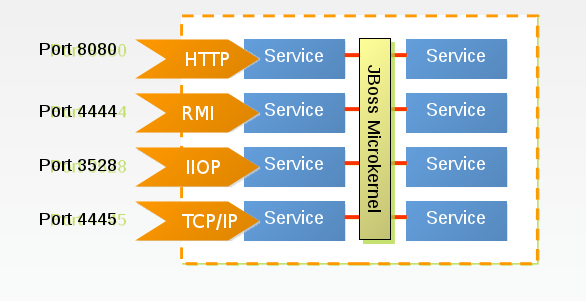 Port 8080 HTTP Service Service
Port 4444 RMI Service Service
Port 3528 IIOP Service Service
Port 4445 TCP/IP Service Service
JBoss Microkernel